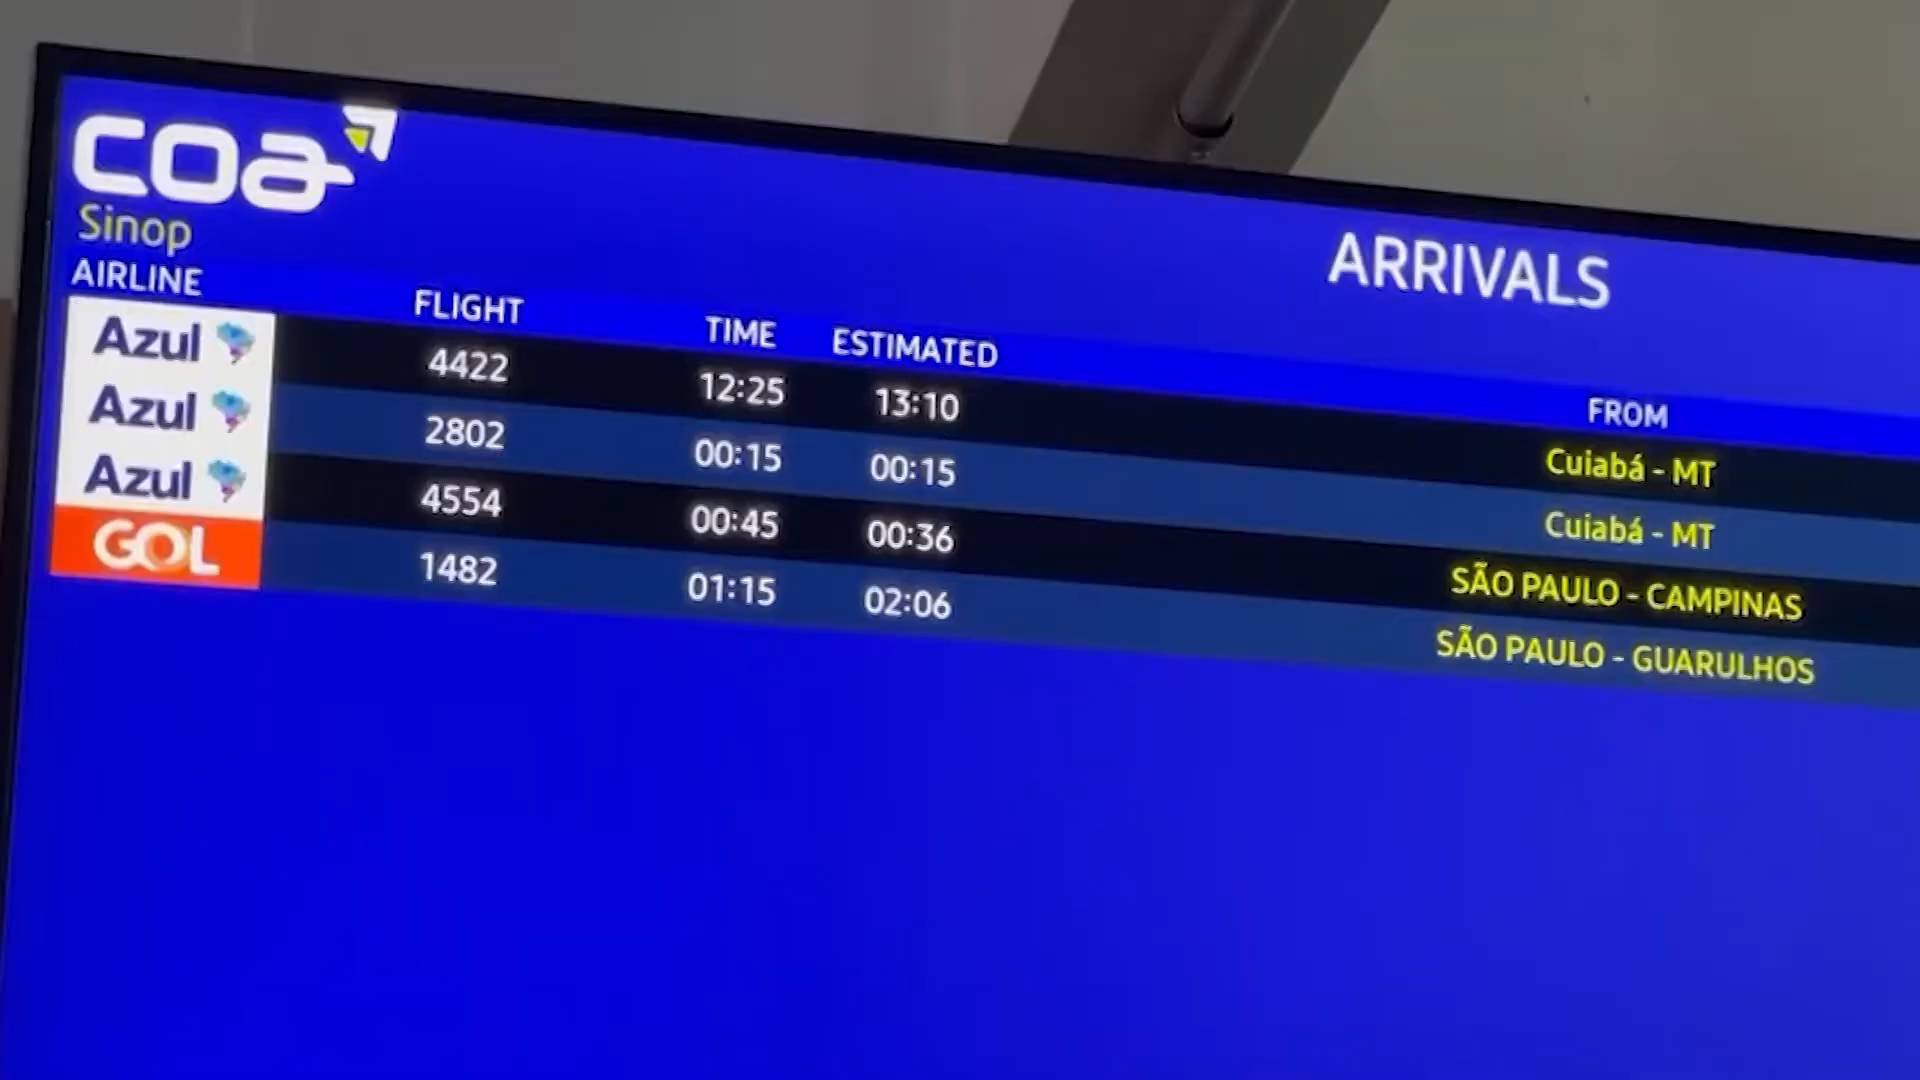 coa
Sinop
ARRIVALS
AIRLINE FLIGHT TIME ESTIMATED FROM
Azul 4422 12:25 13:10 Cuiabá - MT
Azul 2802 00:15 00:15 Cuiabá - MT
Azul 4554 00:45 00:36 SÃO PAULO - CAMPINAS
GOL 1482 01:15 02:06 SÃO PAULO - GUARULHOS